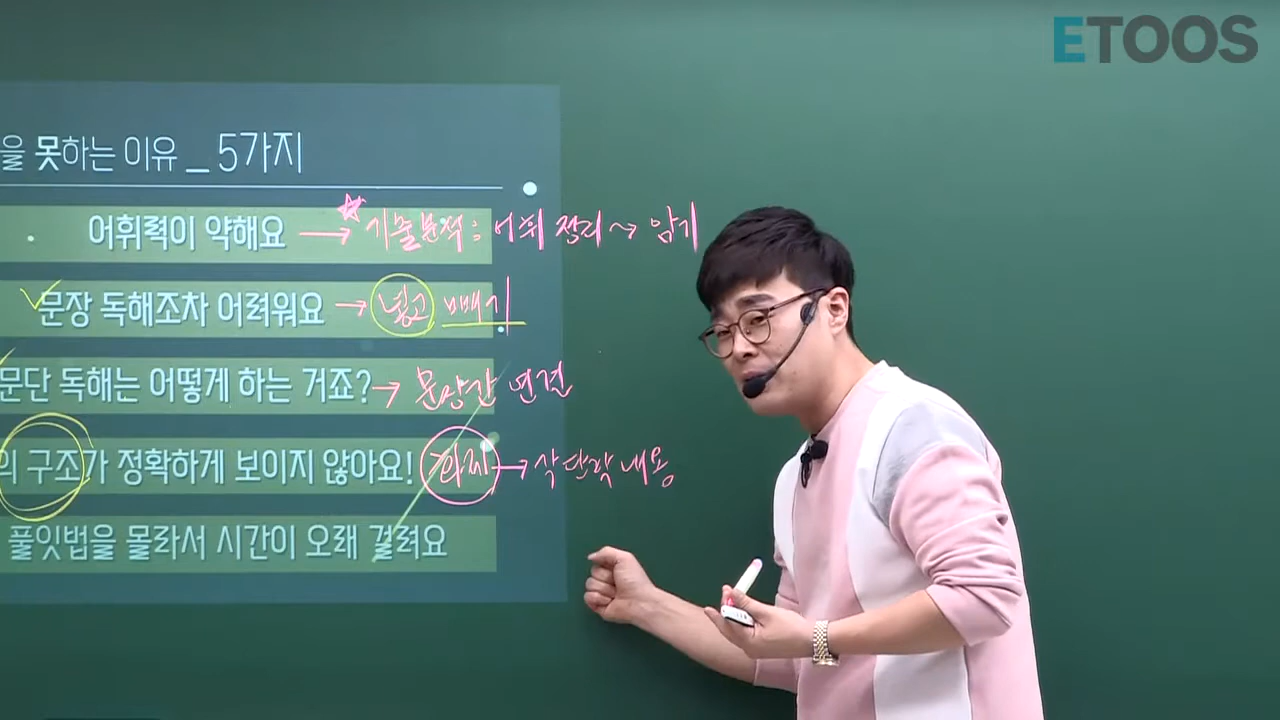 ETOOS
을 못하는 이유 _ 5가지
어휘력이 약해요 → ☆ 기출분석 : 어휘 정리 ~> 암기
✓ 문장 독해조차 어려워요 → 넣고 빼기
문단 독해는 어떻게 하는 거죠? → 문장간 연결
의 구조가 정확하게 보이지 않아요! → 각 단락 내용
풀잇법을 몰라서 시간이 오래 걸려요